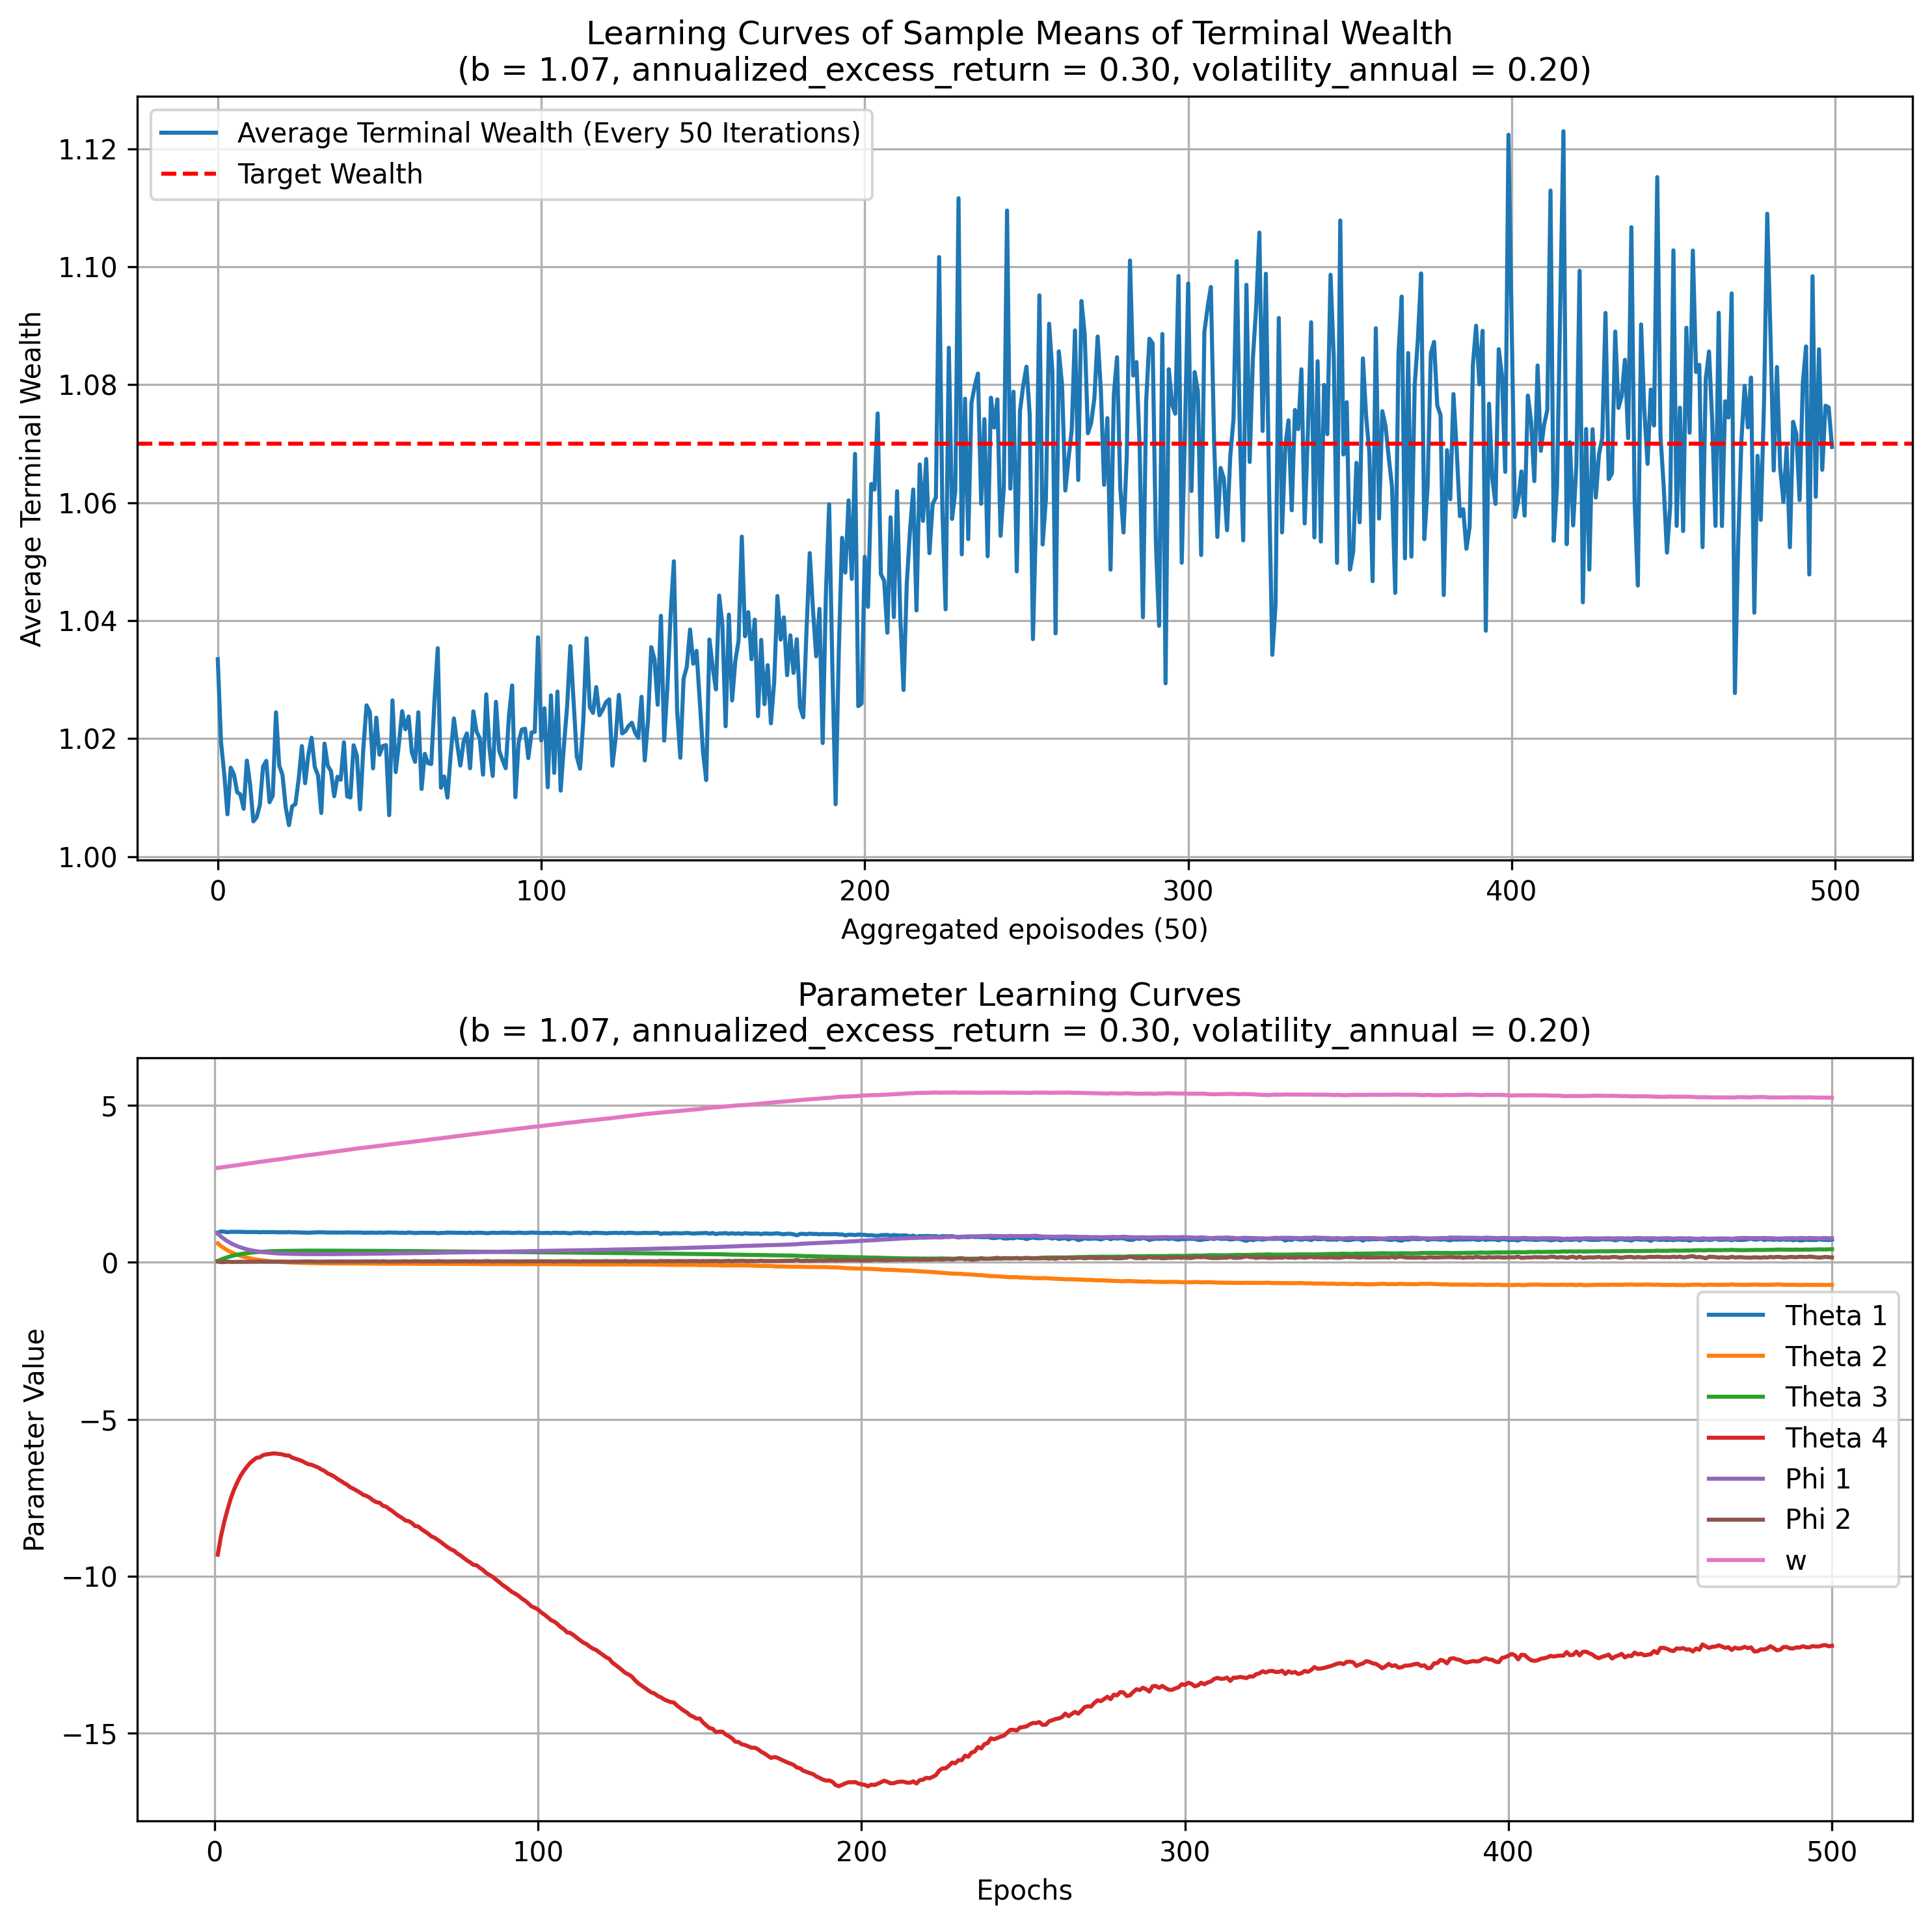 Learning Curves of Sample Means of Terminal Wealth
(b = 1.07, annualized_excess_return = 0.30, volatility_annual = 0.20)
Average Terminal Wealth (Every 50 Iterations)
Target Wealth
Average Terminal Wealth
1.12
1.10
1.08
1.06
1.04
1.02
1.00
0
100
200
300
400
500
Aggregated epoisodes (50)
Parameter Learning Curves
(b = 1.07, annualized_excess_return = 0.30, volatility_annual = 0.20)
Parameter Value
5
0
−5
−10
−15
Theta 1
Theta 2
Theta 3
Theta 4
Phi 1
Phi 2
w
0
100
200
300
400
500
Epochs